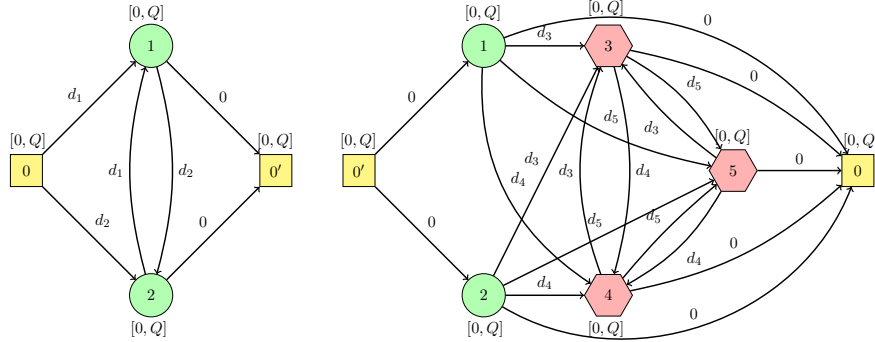 [0, Q]
1
d₁
0
[0, Q]
0
d₁
d₂
[0, Q]
0′
d₂
0
2
[0, Q]
[0, Q]
[0, Q]
0
1
d₃
3
d₅
0
0
d₅
d₃
[0, Q]
[0, Q]
0′
d₃
d₄
d₃
d₄
5
0
[0, Q
0
0
d₅
d₅
d₄
0
2
d₄
4
[0, Q]
[0, Q]
0